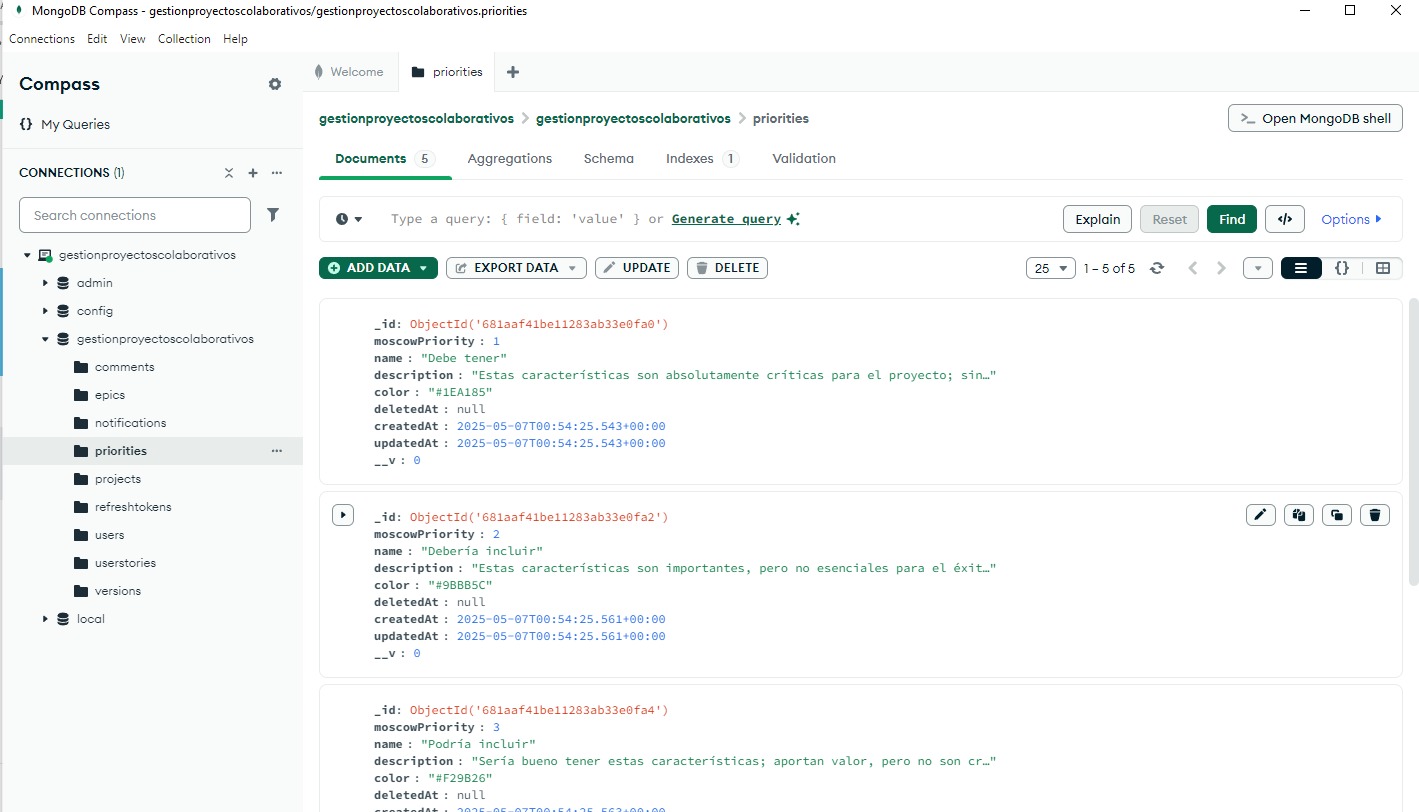 MongoDB Compass - gestionproyectoscolaborativos/gestionproyectoscolaborativos.priorities
Connections Edit View Collection Help
Compass
{} My Queries
CONNECTIONS (1)
Search connections
gestionproyectoscolaborativos
admin
config
gestionproyectoscolaborativos
comments
epics
notifications
priorities
projects
refreshtokens
users
userstories
versions
local
Welcome
priorities
gestionproyectoscolaborativos > gestionproyectoscolaborativos > priorities
>_ Open MongoDB shell
Documents 5 Aggregations Schema Indexes 1 Validation
Type a query: { field: 'value' } or Generate query
Explain Reset Find </> Options
ADD DATA EXPORT DATA UPDATE DELETE
25 1 – 5 of 5 {}
_id: ObjectId('681aaf41be11283ab33e0fa0')
moscowPriority : 1
name : "Debe tener"
description : "Estas características son absolutamente críticas para el proyecto; sin…"
color : "#1EA185"
deletedAt : null
createdAt : 2025-05-07T00:54:25.543+00:00
updatedAt : 2025-05-07T00:54:25.543+00:00
__v : 0
_id: ObjectId('681aaf41be11283ab33e0fa2')
moscowPriority : 2
name : "Debería incluir"
description : "Estas características son importantes, pero no esenciales para el éxit…"
color : "#9BBB5C"
deletedAt : null
createdAt : 2025-05-07T00:54:25.561+00:00
updatedAt : 2025-05-07T00:54:25.561+00:00
__v : 0
_id: ObjectId('681aaf41be11283ab33e0fa4')
moscowPriority : 3
name : "Podría incluir"
description : "Sería bueno tener estas características; aportan valor, pero no son cr…"
color : "#F29B26"
deletedAt : null
createdAt : 2025-05-07T00:54:25.563+00:00